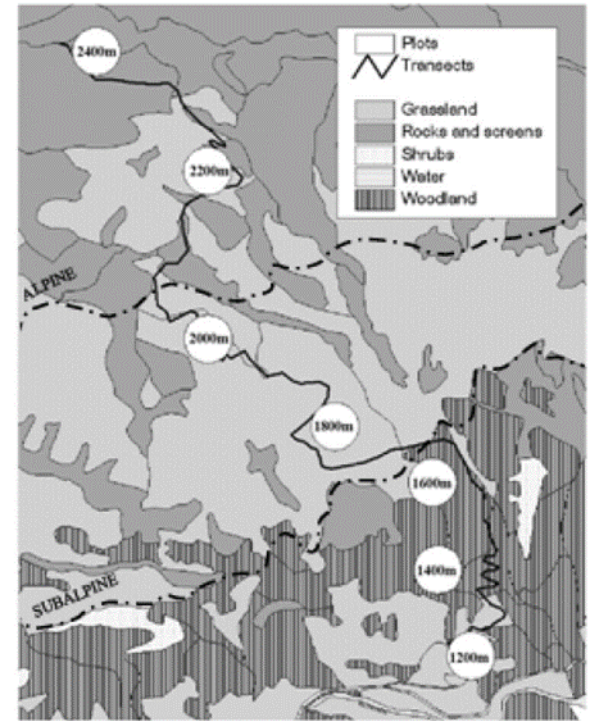 2400m
Plots
Transects
Grassland
Rocks and screens
Shrubs
Water
Woodland
2200m
ALPINE
2000m
1800m
1600m
1400m
SUBALPINE
1200m